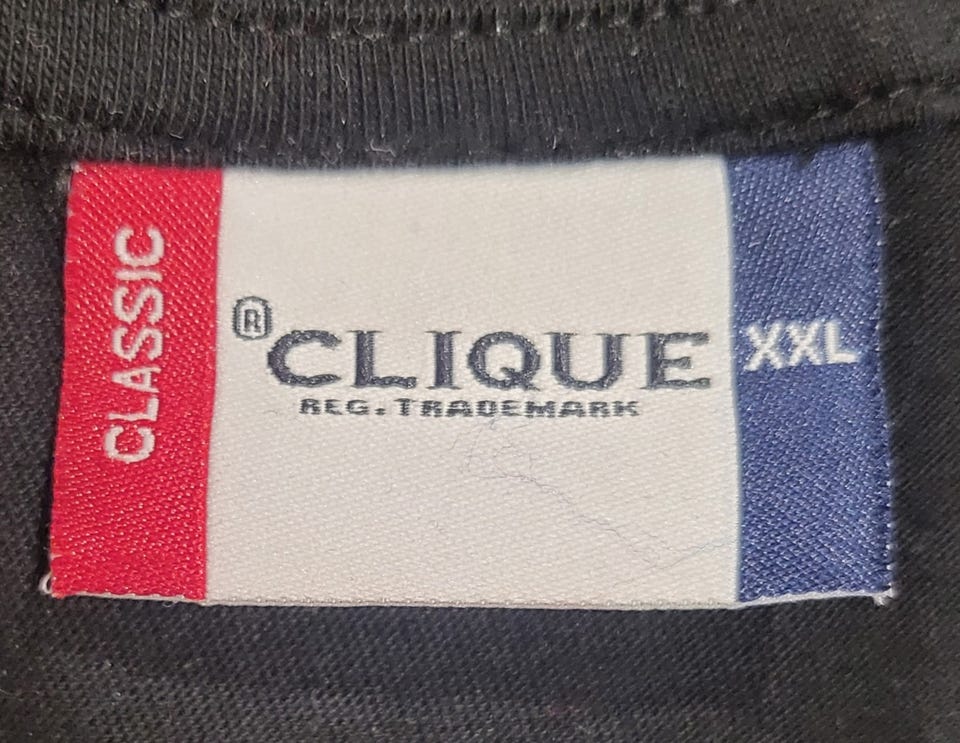 CLASSIC
®CLIQUE
REG. TRADEMARK
XXL